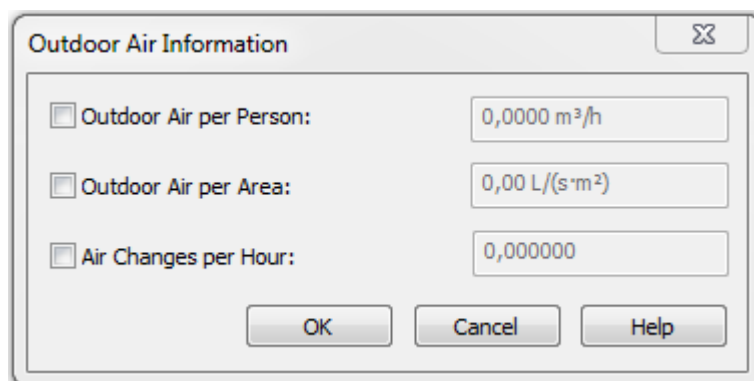 Outdoor Air Information
Outdoor Air per Person: 0,0000 m³/h
Outdoor Air per Area: 0,00 L/(s·m²)
Air Changes per Hour: 0,000000
OK Cancel Help